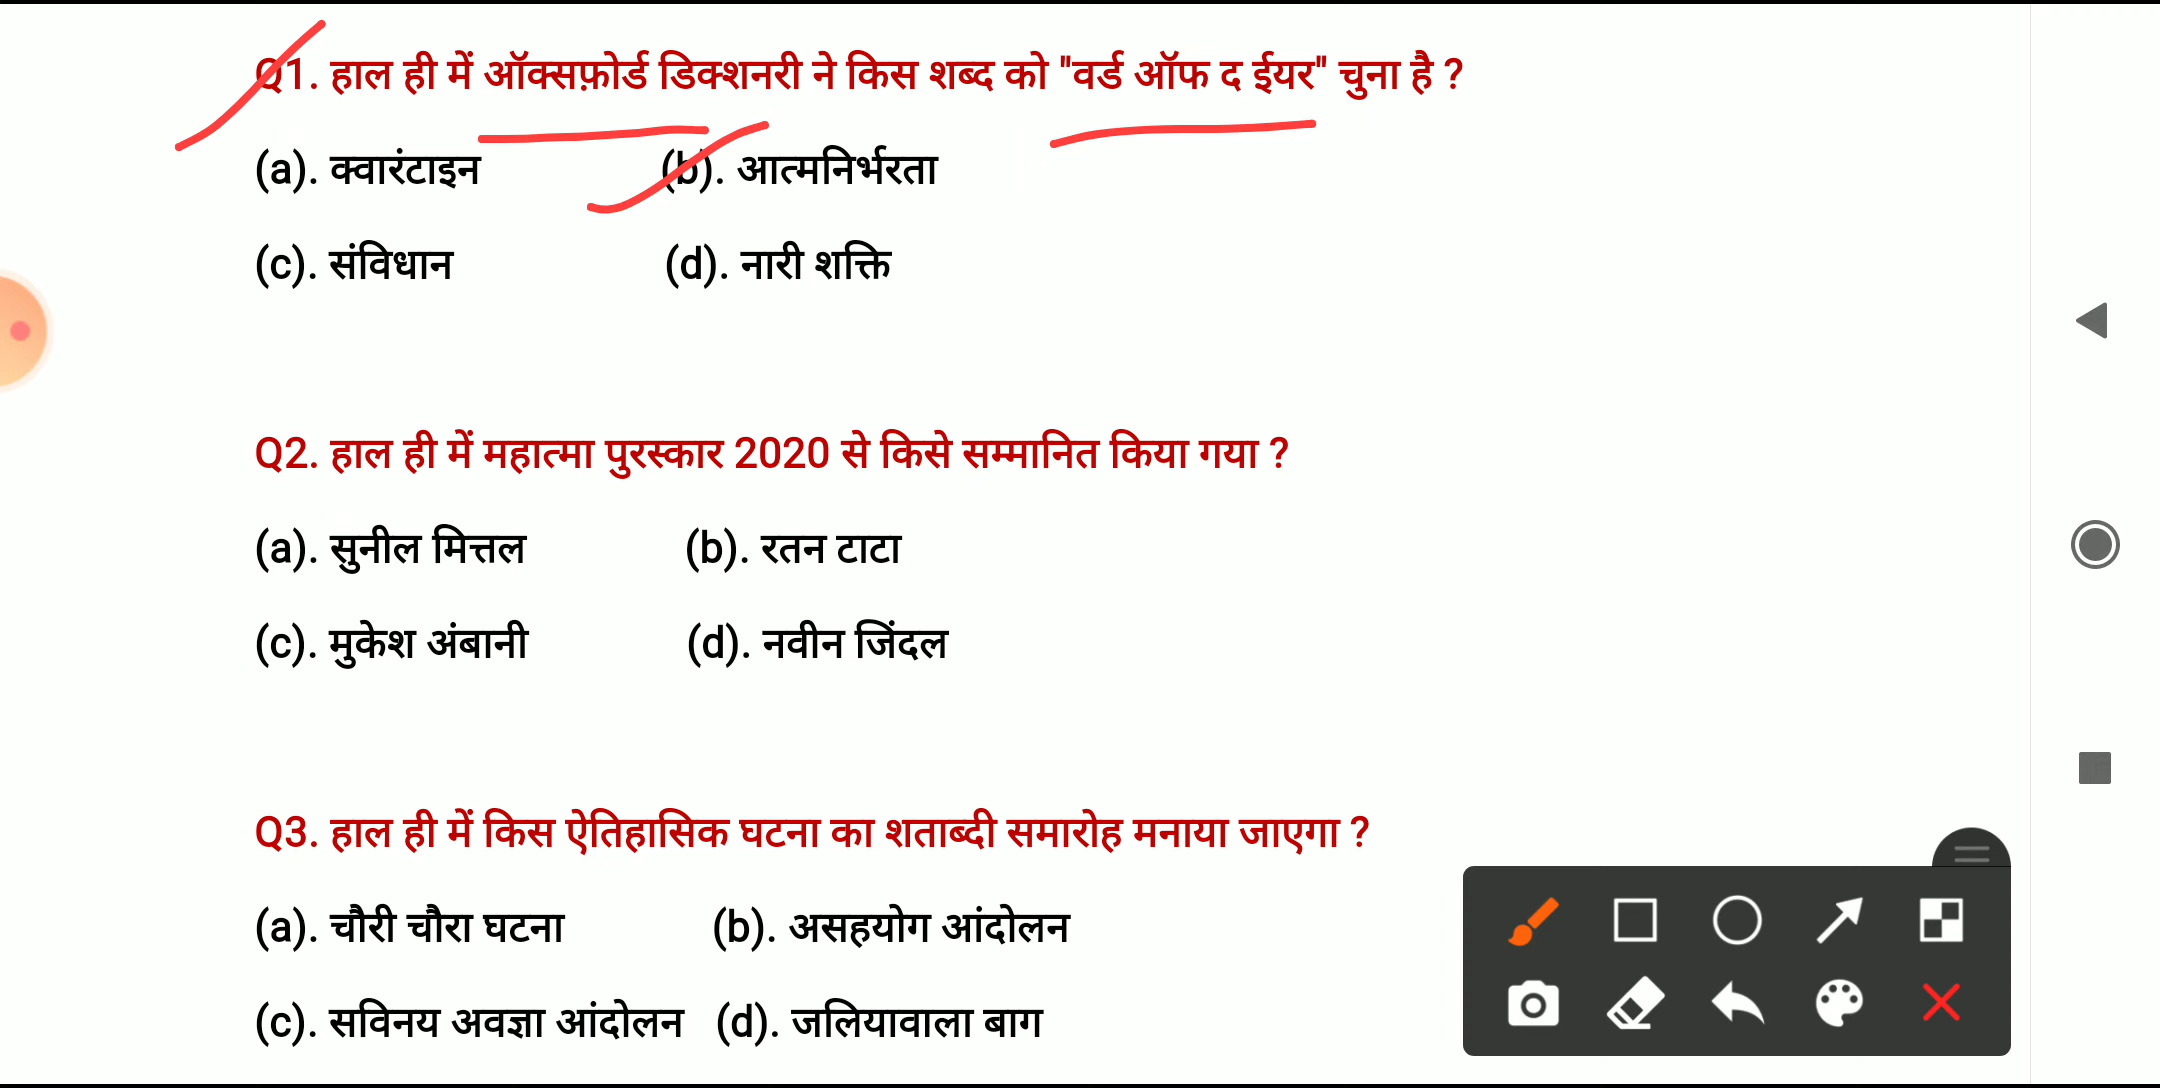 Q1. हाल ही में ऑक्सफ़ोर्ड डिक्शनरी ने किस शब्द को "वर्ड ऑफ द ईयर" चुना है ?
(a). क्वारंटाइन (b). आत्मनिर्भरता
(c). संविधान (d). नारी शक्ति
Q2. हाल ही में महात्मा पुरस्कार 2020 से किसे सम्मानित किया गया ?
(a). सुनील मित्तल (b). रतन टाटा
(c). मुकेश अंबानी (d). नवीन जिंदल
Q3. हाल ही में किस ऐतिहासिक घटना का शताब्दी समारोह मनाया जाएगा ?
(a). चौरी चौरा घटना (b). असहयोग आंदोलन
(c). सविनय अवज्ञा आंदोलन (d). जलियावाला बाग